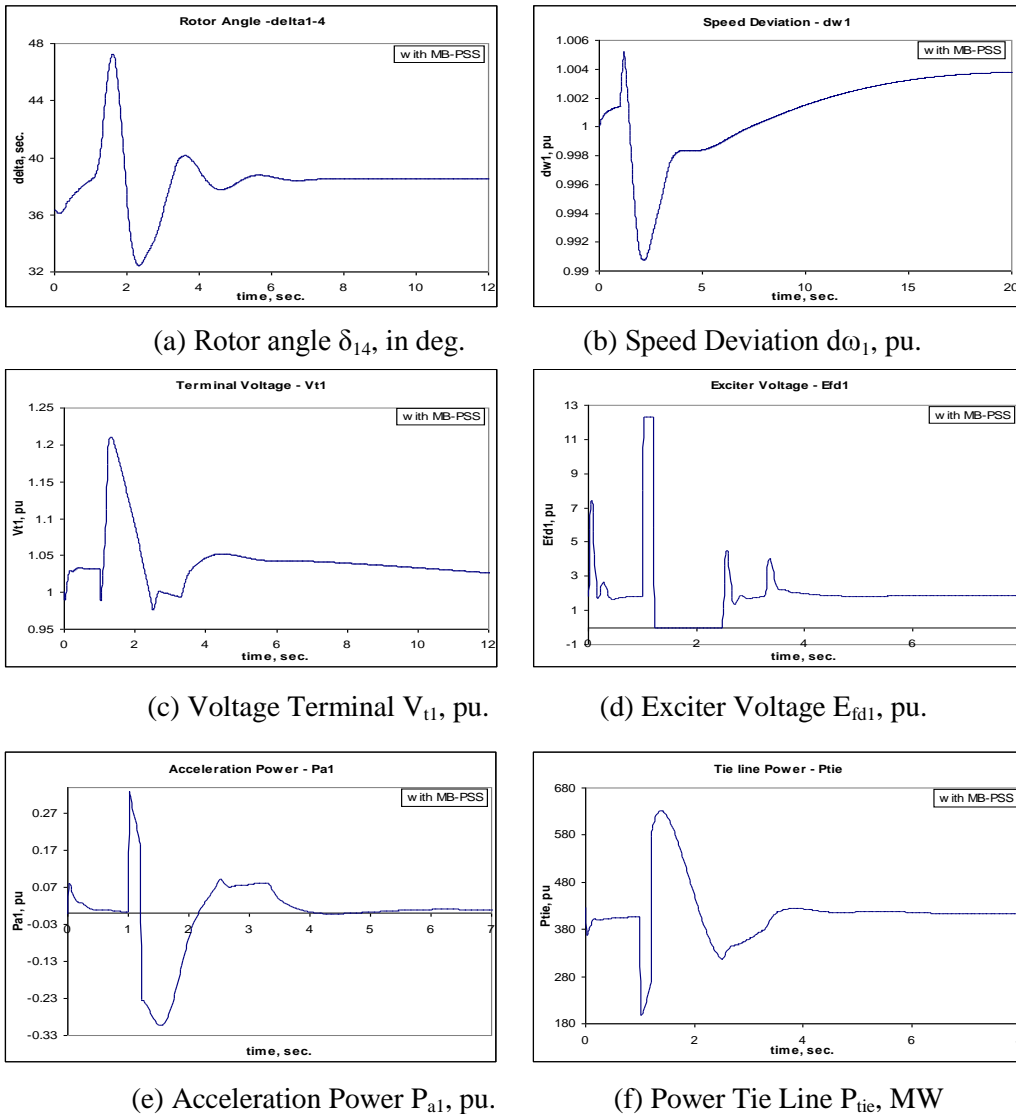 Rotor Angle -delta1-4
with MB-PSS
delta, sec.
48
44
40
36
32
0 2 4 6 8 10 12
time, sec.
(a) Rotor angle δ14, in deg.
Speed Deviation - dw1
with MB-PSS
dw1, pu
1.006
1.004
1.002
1
0.998
0.996
0.994
0.992
0.99
0 5 10 15 20
time, sec.
(b) Speed Deviation dω1, pu.
Terminal Voltage - Vt1
with MB-PSS
Vt1, pu
1.25
1.2
1.15
1.1
1.05
1
0.95
0 2 4 6 8 10 12
time, sec.
(c) Voltage Terminal Vt1, pu.
Exciter Voltage - Efd1
with MB-PSS
Efd1, pu
13
11
9
7
5
3
1
-1
0 2 4 6
time, sec.
(d) Exciter Voltage Efd1, pu.
Acceleration Power - Pa1
with MB-PSS
Pa1, pu
0.27
0.17
0.07
-0.03
-0.13
-0.23
-0.33
0 1 2 3 4 5 6 7
time, sec.
(e) Acceleration Power Pa1, pu.
Tie line Power - Ptie
with MB-PSS
Ptie, MW
680
580
480
380
280
180
0 2 4 6
time, sec.
(f) Power Tie Line Ptie, MW